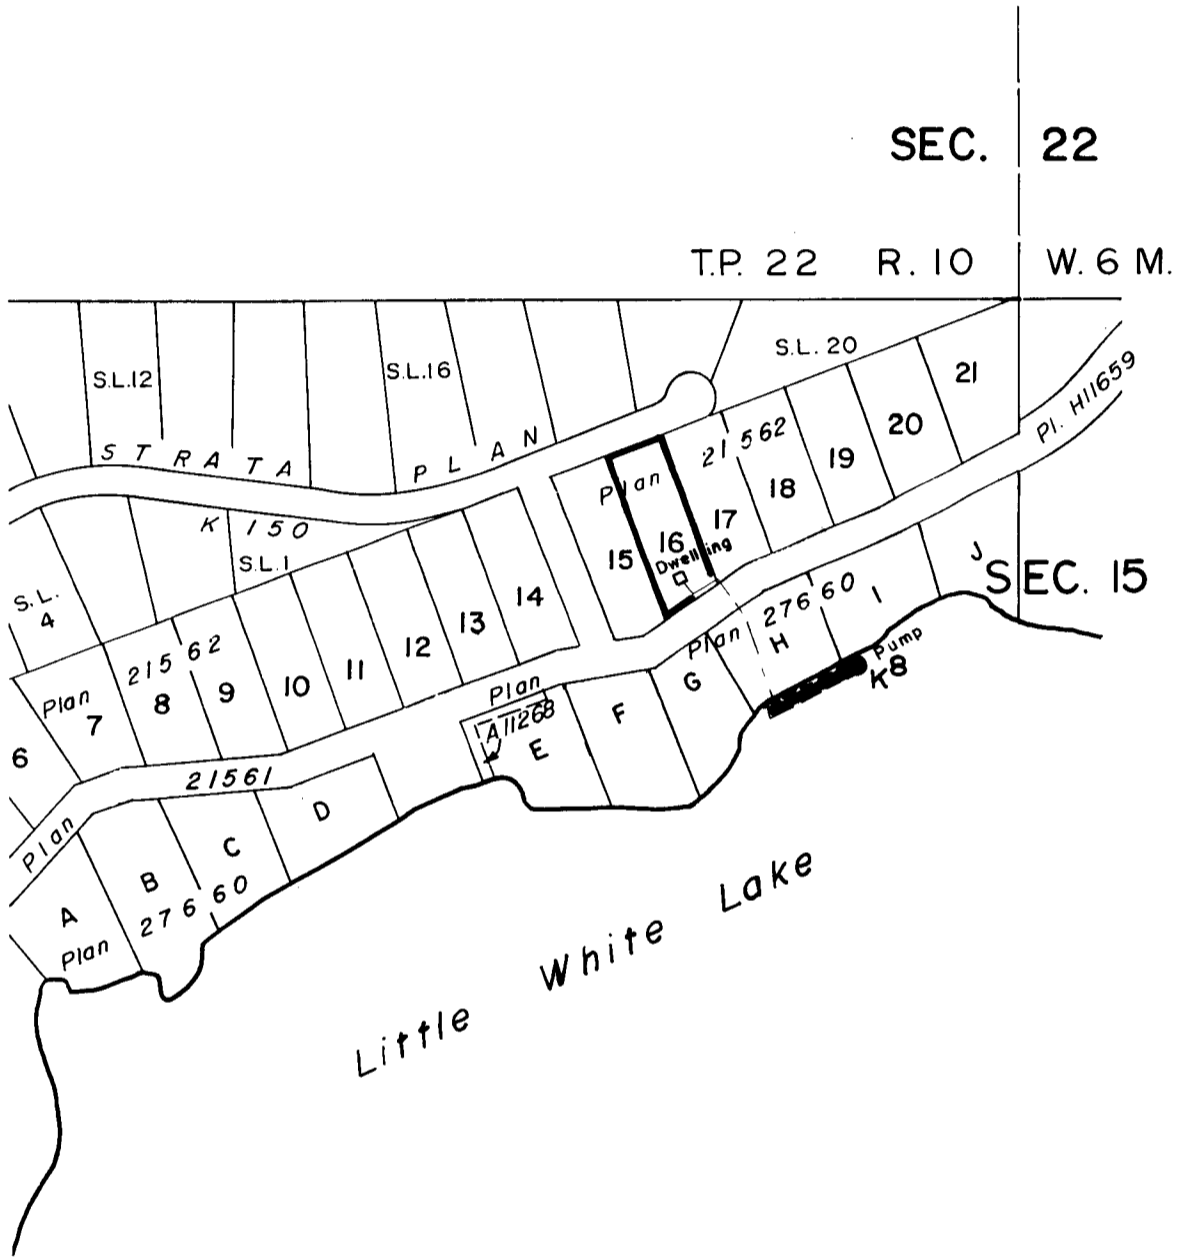 SEC. 22
T.P. 22 R. 10 W. 6 M.
S.L. 20
S.L.12
S.L.16
21
Pl. H11659
STRATA PLAN
K 150
20
19
18
17
16
15
Plan 21562
Dwelling
S.L.1
S.L. 4
14
13
12
11
10
9
8
7
6
Plan 21562
J
SEC. 15
I
H
G
F
E
Plan 27660
Pump
K8
Plan
A11268
21561
Plan
D
C
B
A
Plan 27660
Little White Lake